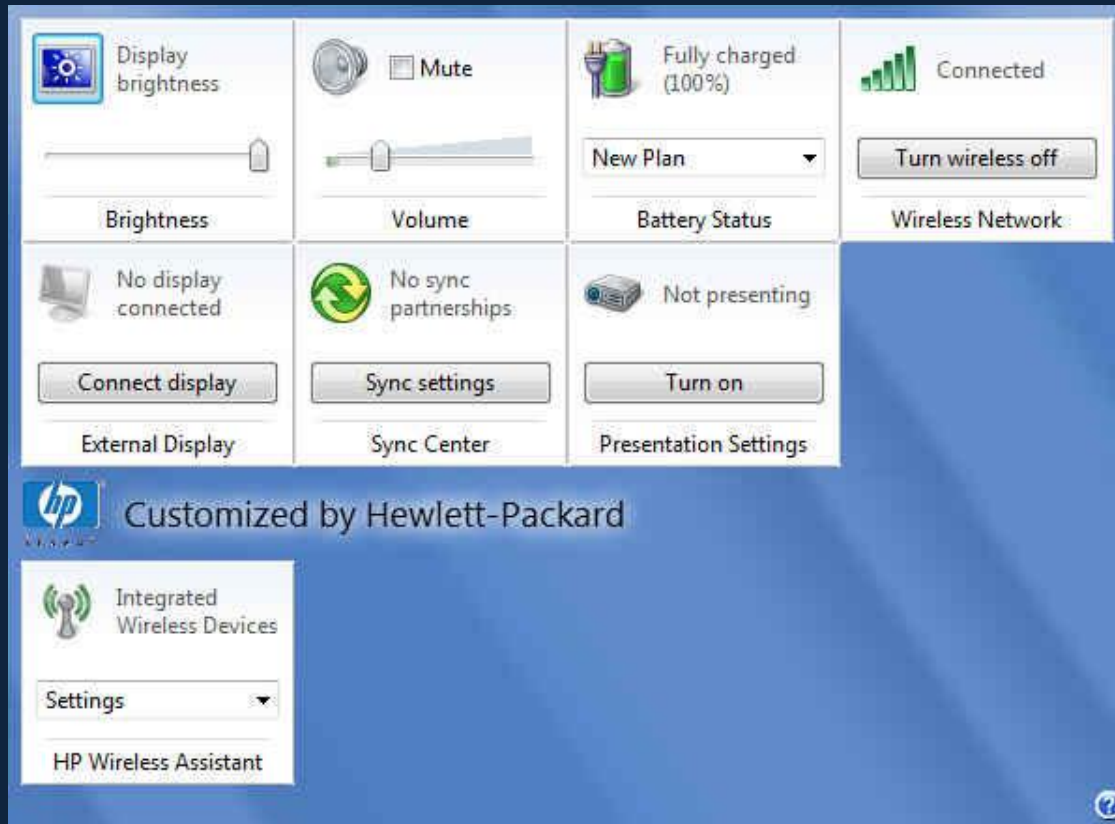 Display
brightness
Brightness
Mute
Volume
Fully charged
(100%)
New Plan
Battery Status
Connected
Turn wireless off
Wireless Network
No display
connected
Connect display
External Display
No sync
partnerships
Sync settings
Sync Center
Not presenting
Turn on
Presentation Settings
hp
Customized by Hewlett-Packard
Integrated
Wireless Devices
Settings
HP Wireless Assistant
?